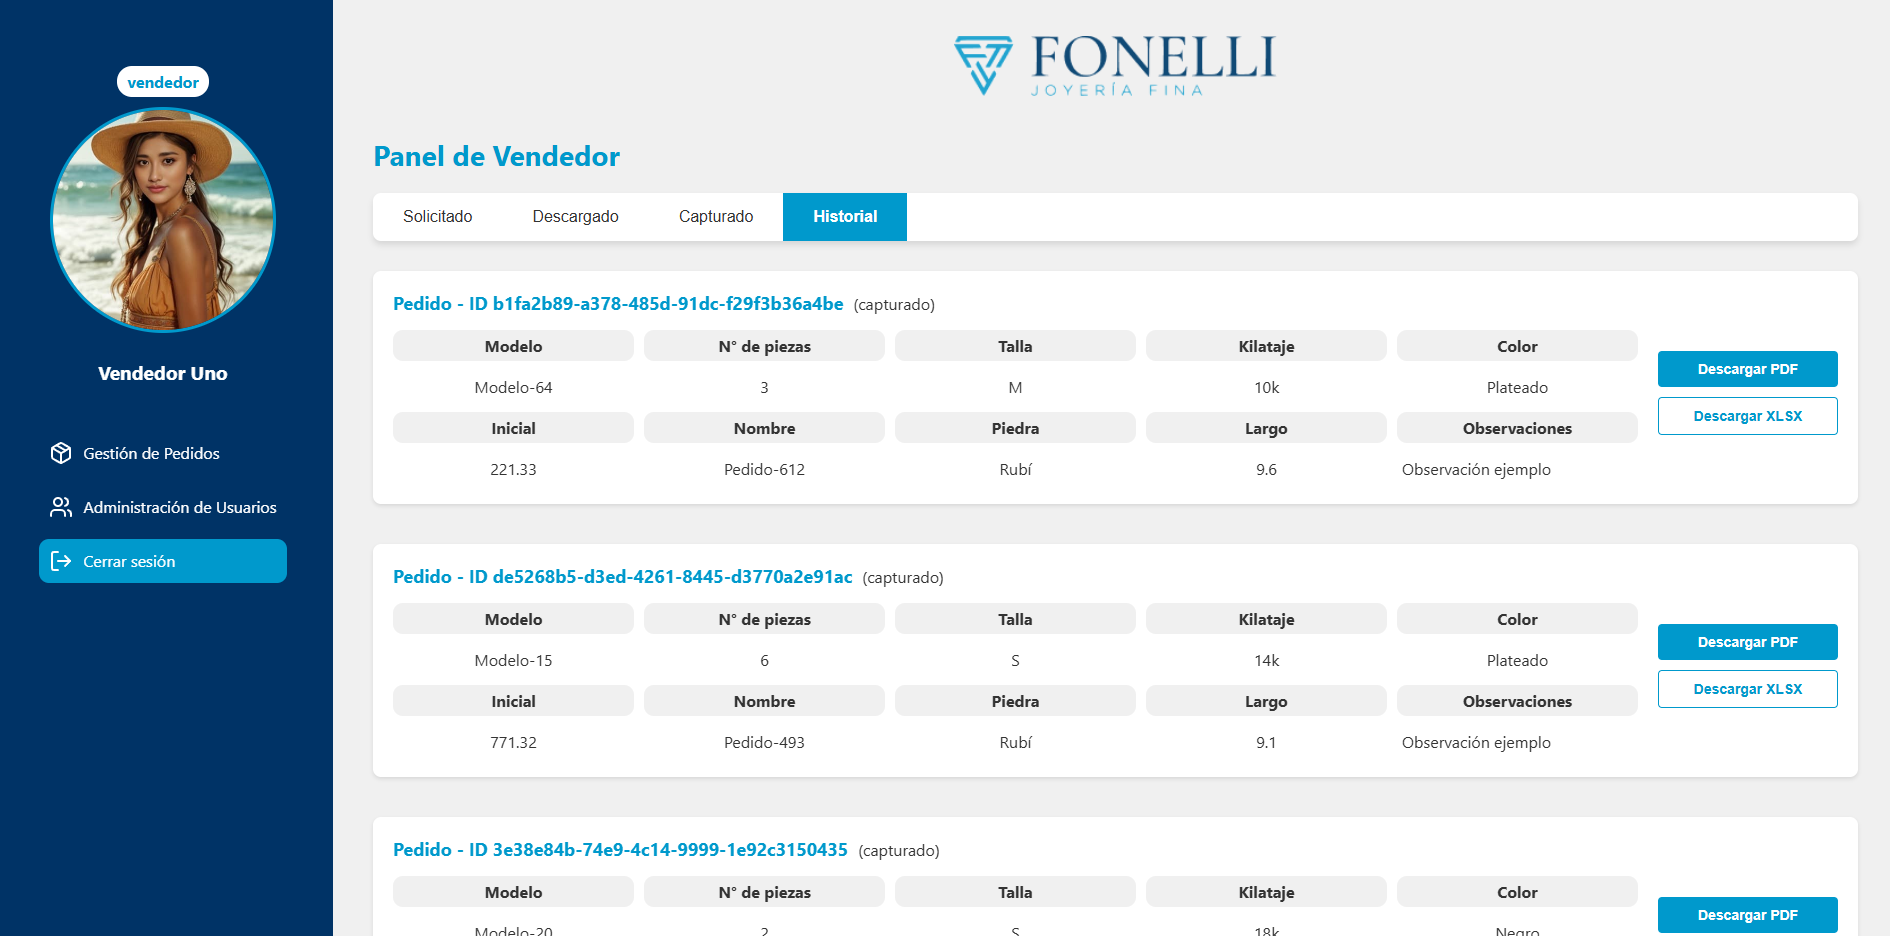 vendedor
Vendedor Uno
Gestión de Pedidos
Administración de Usuarios
Cerrar sesión
FONELLI
JOYERÍA FINA
Panel de Vendedor
Solicitado Descargado Capturado Historial
Pedido - ID b1fa2b89-a378-485d-91dc-f29f3b36a4be (capturado)
Modelo N° de piezas Talla Kilataje Color
Modelo-64 3 M 10k Plateado
Inicial Nombre Piedra Largo Observaciones
221.33 Pedido-612 Rubí 9.6 Observación ejemplo
Descargar PDF
Descargar XLSX
Pedido - ID de5268b5-d3ed-4261-8445-d3770a2e91ac (capturado)
Modelo N° de piezas Talla Kilataje Color
Modelo-15 6 S 14k Plateado
Inicial Nombre Piedra Largo Observaciones
771.32 Pedido-493 Rubí 9.1 Observación ejemplo
Descargar PDF
Descargar XLSX
Pedido - ID 3e38e84b-74e9-4c14-9999-1e92c3150435 (capturado)
Modelo N° de piezas Talla Kilataje Color
Modelo-20 2 S 18k Negro
Descargar PDF